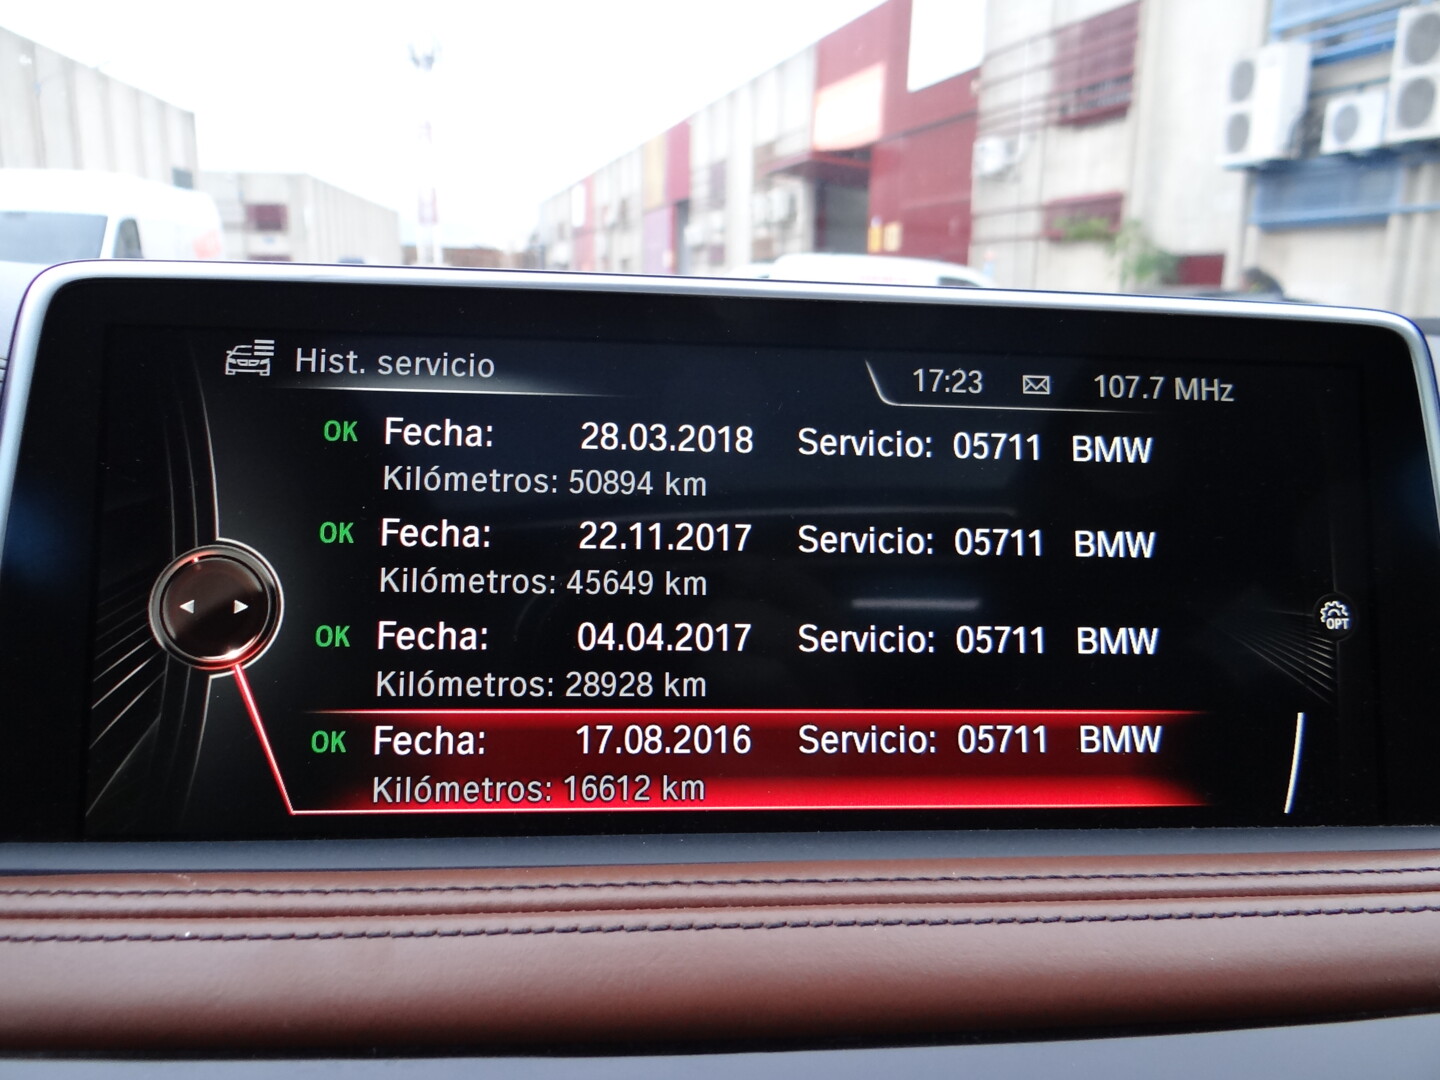 Hist. servicio
17:23 107.7 MHz
OK Fecha: 28.03.2018 Servicio: 05711 BMW
Kilómetros: 50894 km
OK Fecha: 22.11.2017 Servicio: 05711 BMW
Kilómetros: 45649 km
OK Fecha: 04.04.2017 Servicio: 05711 BMW
Kilómetros: 28928 km
OPT
OK Fecha: 17.08.2016 Servicio: 05711 BMW
Kilómetros: 16612 km